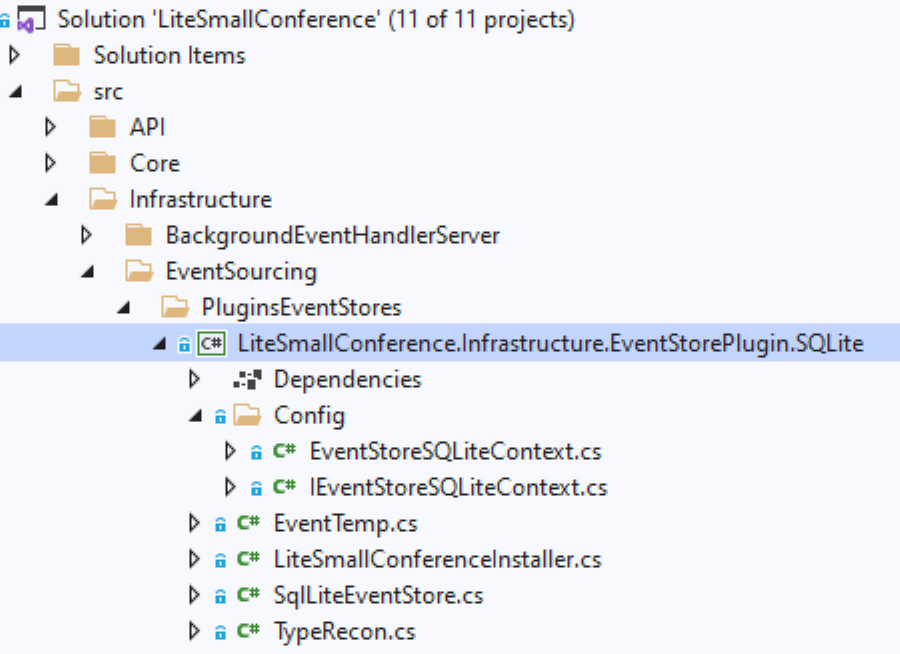 Solution 'LiteSmallConference' (11 of 11 projects)
Solution Items
src
API
Core
Infrastructure
BackgroundEventHandlerServer
EventSourcing
PluginsEventStores
C# LiteSmallConference.Infrastructure.EventStorePlugin.SQLite
Dependencies
Config
C# EventStoreSQLiteContext.cs
C# IEventStoreSQLiteContext.cs
C# EventTemp.cs
C# LiteSmallConferenceInstaller.cs
C# SqlLiteEventStore.cs
C# TypeRecon.cs